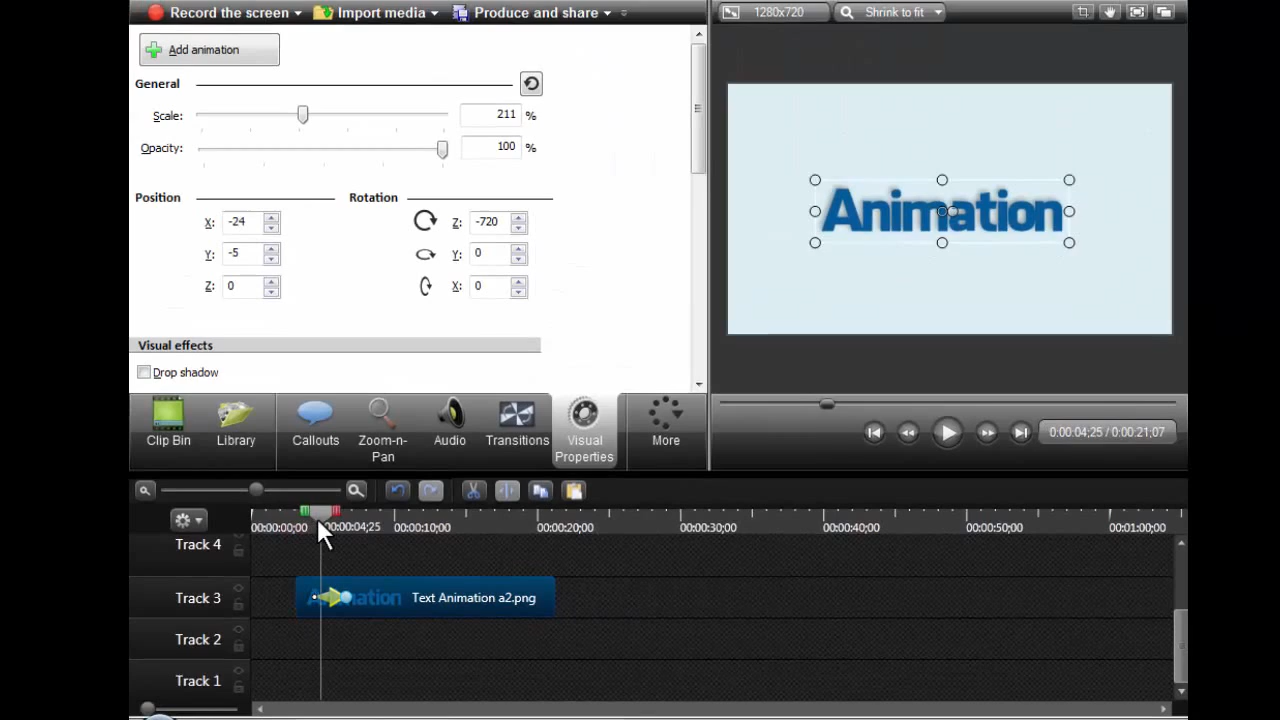 Record the screen Import media Produce and share 1280x720 Shrink to fit
Add animation
General
Scale: 211 %
Opacity: 100 %
Position Rotation
X: -24 Z: -720
Y: -5 Y: 0
Z: 0 X: 0
Visual effects
Drop shadow
Animation
Clip Bin Library Callouts Zoom-n-Pan Audio Transitions Visual Properties More
0:00:04;25 / 0:00:21;07
00:00:00;00 00:00:04;25 00:00:10;00 00:00:20;00 00:00:30;00 00:00:40;00 00:00:50;00 00:01:00;00
Track 4
Track 3 Animation Text Animation a2.png
Track 2
Track 1